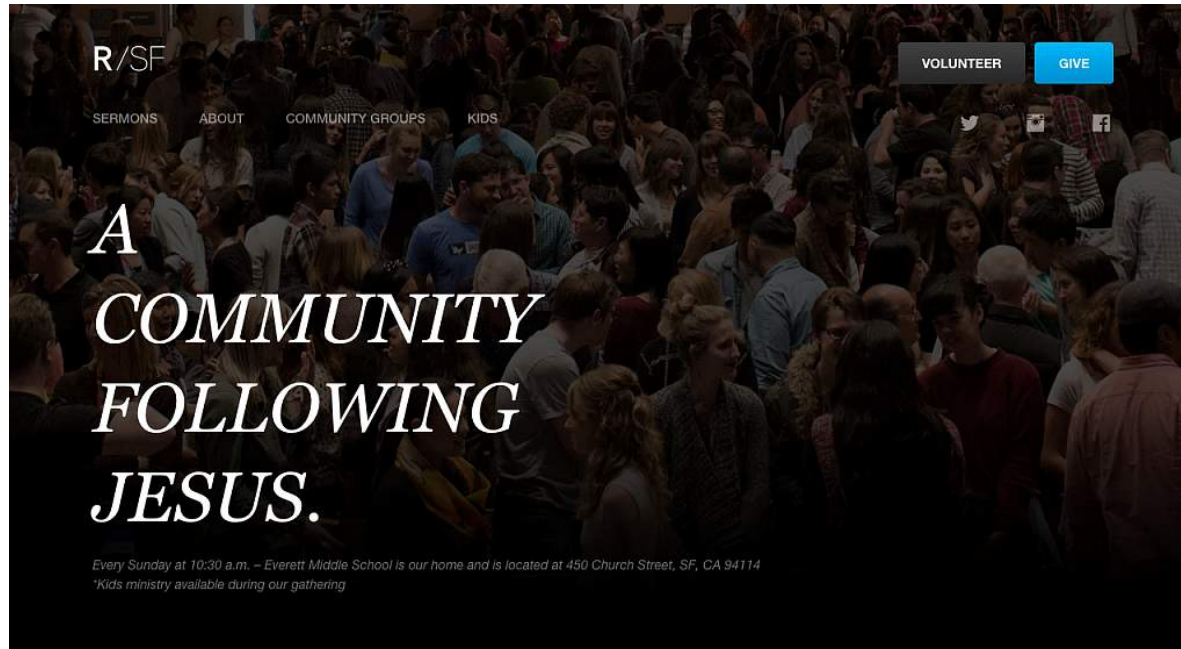 R/SF
VOLUNTEER
GIVE
SERMONS
ABOUT
COMMUNITY GROUPS
KIDS
A
COMMUNITY
FOLLOWING
JESUS.
Every Sunday at 10:30 a.m. – Everett Middle School is our home and is located at 450 Church Street, SF, CA 94114
*Kids ministry available during our gathering